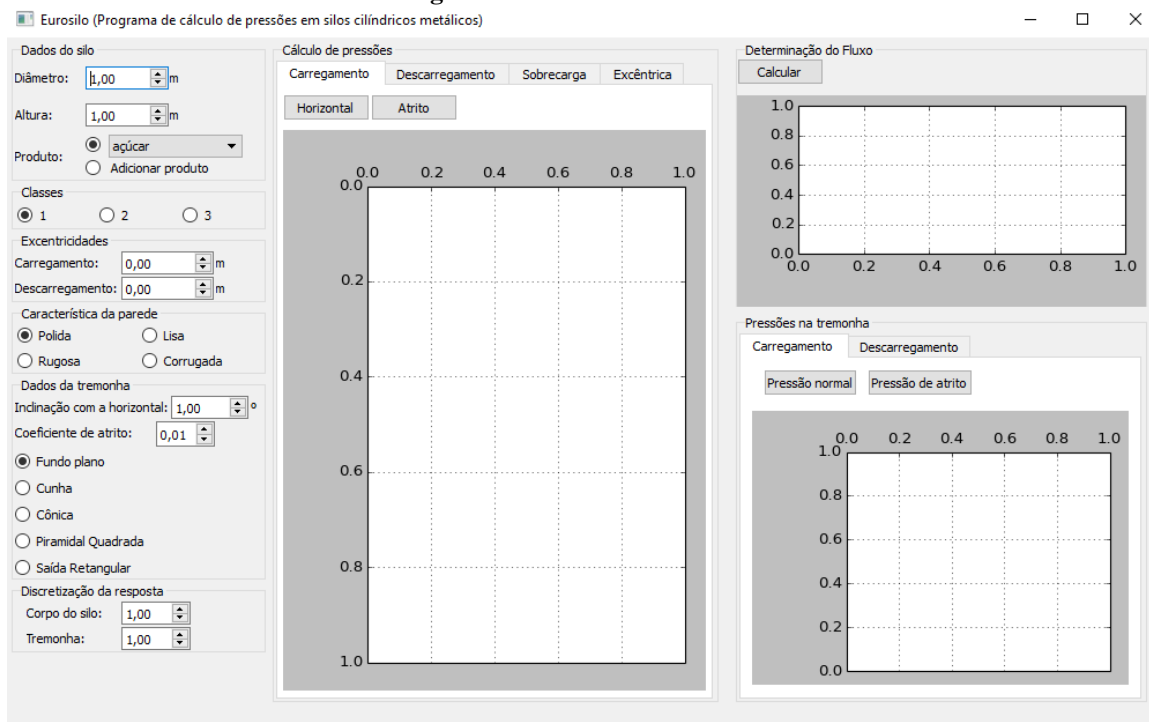 Eurosilo (Programa de cálculo de pressões em silos cilíndricos metálicos)
Dados do silo
Diâmetro: 1,00 m
Altura: 1,00 m
Produto: açúcar
Adicionar produto
Classes
1 2 3
Excentricidades
Carregamento: 0,00 m
Descarregamento: 0,00 m
Característica da parede
Polida Lisa
Rugosa Corrugada
Dados da tremonha
Inclinação com a horizontal: 1,00 º
Coeficiente de atrito: 0,01
Fundo plano
Cunha
Cônica
Piramidal Quadrada
Saída Retangular
Discretização da resposta
Corpo do silo: 1,00
Tremonha: 1,00
Cálculo de pressões
Carregamento Descarregamento Sobrecarga Excêntrica
Horizontal Atrito
0.0 0.2 0.4 0.6 0.8 1.0
0.0
0.2
0.4
0.6
0.8
1.0
Determinação do Fluxo
Calcular
1.0
0.8
0.6
0.4
0.2
0.0
0.0 0.2 0.4 0.6 0.8 1.0
Pressões na tremonha
Carregamento Descarregamento
Pressão normal Pressão de atrito
0.0 0.2 0.4 0.6 0.8 1.0
1.0
0.8
0.6
0.4
0.2
0.0